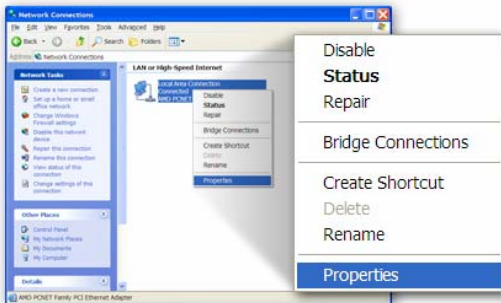 Network Connections
File Edit View Favorites Tools Advanced Help
Back Search Folders
Address Network Connections
Network Tasks
Create a new connection
Set up a home or small
office network
Change Windows
Firewall settings
Disable this network
device
Repair this connection
Rename this connection
View status of this
connection
Change settings of this
connection
Other Places
Control Panel
My Network Places
My Documents
My Computer
Details
LAN or High-Speed Internet
Local Area Connection
Connected
AMD PCNET
Disable
Status
Repair
Bridge Connections
Create Shortcut
Delete
Rename
Properties
AMD PCNET Family PCI Ethernet Adapter
Disable
Status
Repair
Bridge Connections
Create Shortcut
Delete
Rename
Properties